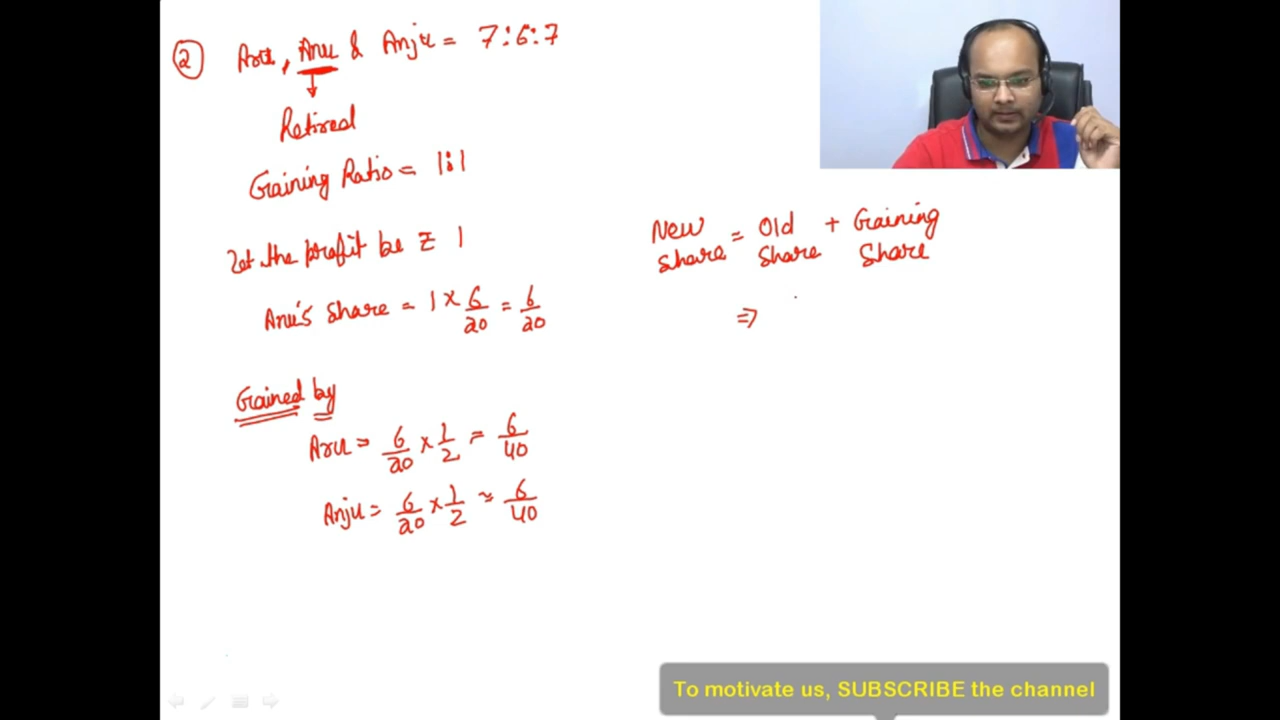 ② Aru, Anu & Anju = 7:6:7
Retired
Gaining Ratio = 1:1
Let the profit be ₹ 1
Anu's Share = 1 × 6/20 = 6/20
Gained by
Aru = 6/20 × 1/2 = 6/40
Anju = 6/20 × 1/2 = 6/40
New Share = Old Share + Gaining Share
⇒
To motivate us, SUBSCRIBE the channel